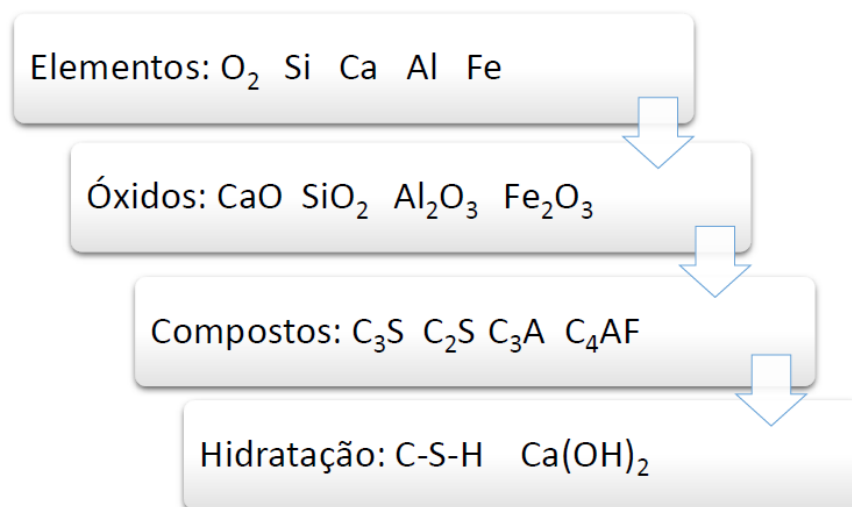 Elementos: O₂ Si Ca Al Fe
Óxidos: CaO SiO₂ Al₂O₃ Fe₂O₃
Compostos: C₃S C₂S C₃A C₄AF
Hidratação: C-S-H Ca(OH)₂